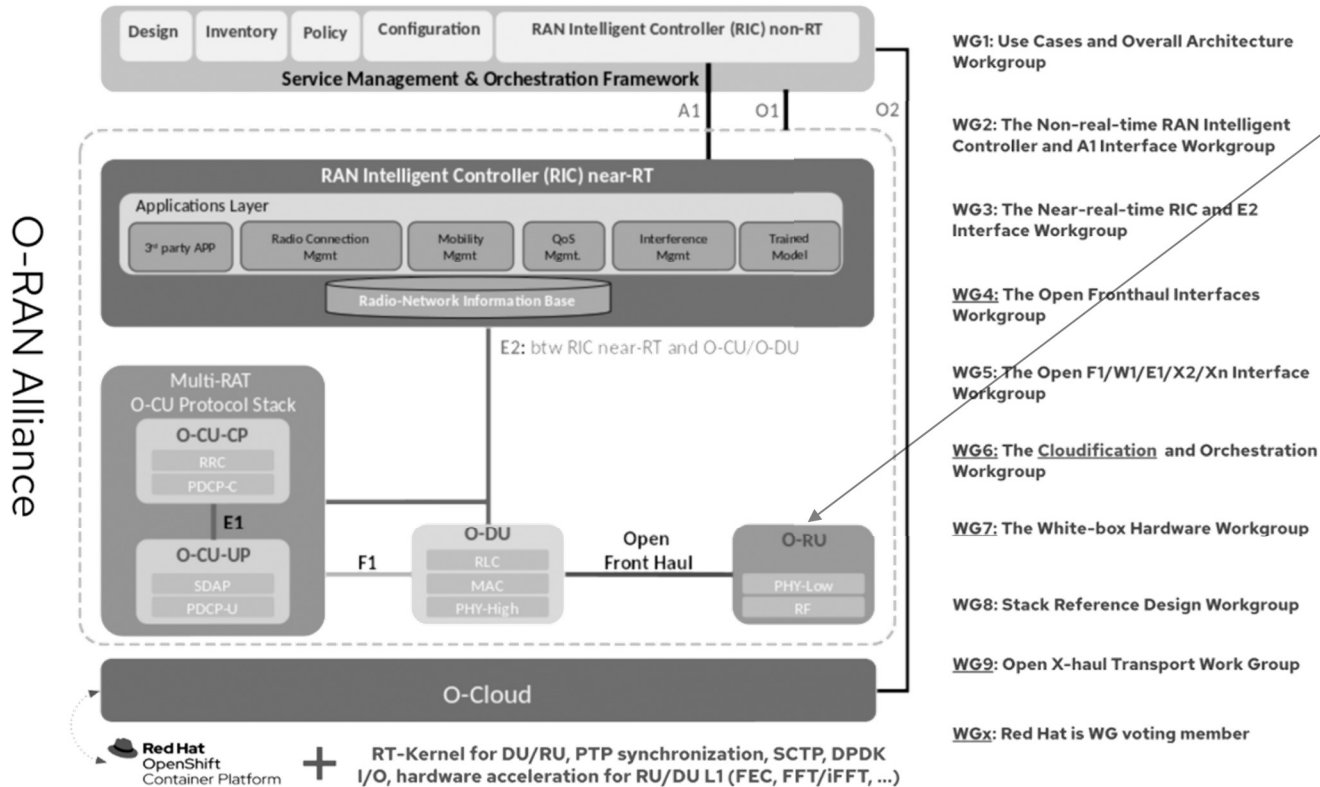 Design
Inventory
Policy
Configuration
RAN Intelligent Controller (RIC) non-RT
Service Management & Orchestration Framework
A1
O1
O2
RAN Intelligent Controller (RIC) near-RT
Applications Layer
3rd party APP
Radio Connection
Mgmt
Mobility
Mgmt
QoS
Mgmt.
Interference
Mgmt
Trained
Model
Radio-Network Information Base
E2: btw RIC near-RT and O-CU/O-DU
O-RAN Alliance
Multi-RAT
O-CU Protocol Stack
O-CU-CP
RRC
PDCP-C
E1
O-CU-UP
SDAP
PDCP-U
F1
O-DU
RLC
MAC
PHY-High
Open
Front Haul
O-RU
PHY-Low
RF
O-Cloud
Red Hat
OpenShift
Container Platform
+
RT-Kernel for DU/RU, PTP synchronization, SCTP, DPDK
I/O, hardware acceleration for RU/DU L1 (FEC, FFT/iFFT, ...)
WG1: Use Cases and Overall Architecture
Workgroup
WG2: The Non-real-time RAN Intelligent
Controller and A1 Interface Workgroup
WG3: The Near-real-time RIC and E2
Interface Workgroup
WG4: The Open Fronthaul Interfaces
Workgroup
WG5: The Open F1/W1/E1/X2/Xn Interface
Workgroup
WG6: The Cloudification and Orchestration
Workgroup
WG7: The White-box Hardware Workgroup
WG8: Stack Reference Design Workgroup
WG9: Open X-haul Transport Work Group
WGx: Red Hat is WG voting member